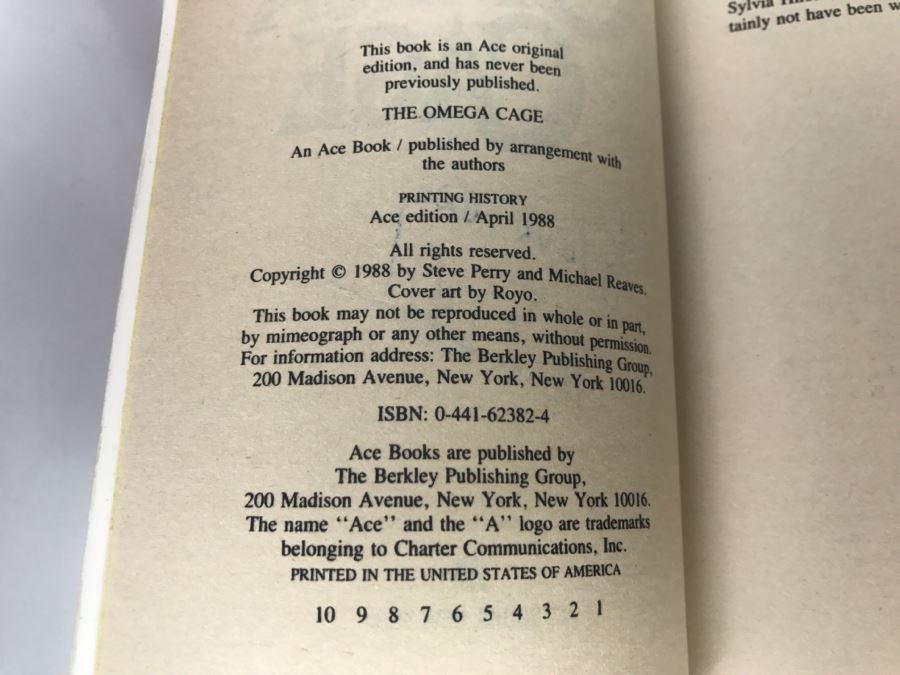 This book is an Ace original
edition, and has never been
previously published.
THE OMEGA CAGE
An Ace Book / published by arrangement with
the authors
PRINTING HISTORY
Ace edition / April 1988
All rights reserved.
Copyright © 1988 by Steve Perry and Michael Reaves.
Cover art by Royo.
This book may not be reproduced in whole or in part,
by mimeograph or any other means, without permission.
For information address: The Berkley Publishing Group,
200 Madison Avenue, New York, New York 10016.
ISBN: 0-441-62382-4
Ace Books are published by
The Berkley Publishing Group,
200 Madison Avenue, New York, New York 10016.
The name “Ace” and the “A” logo are trademarks
belonging to Charter Communications, Inc.
PRINTED IN THE UNITED STATES OF AMERICA
10 9 8 7 6 5 4 3 2 1
Sylvia
tainly not have been